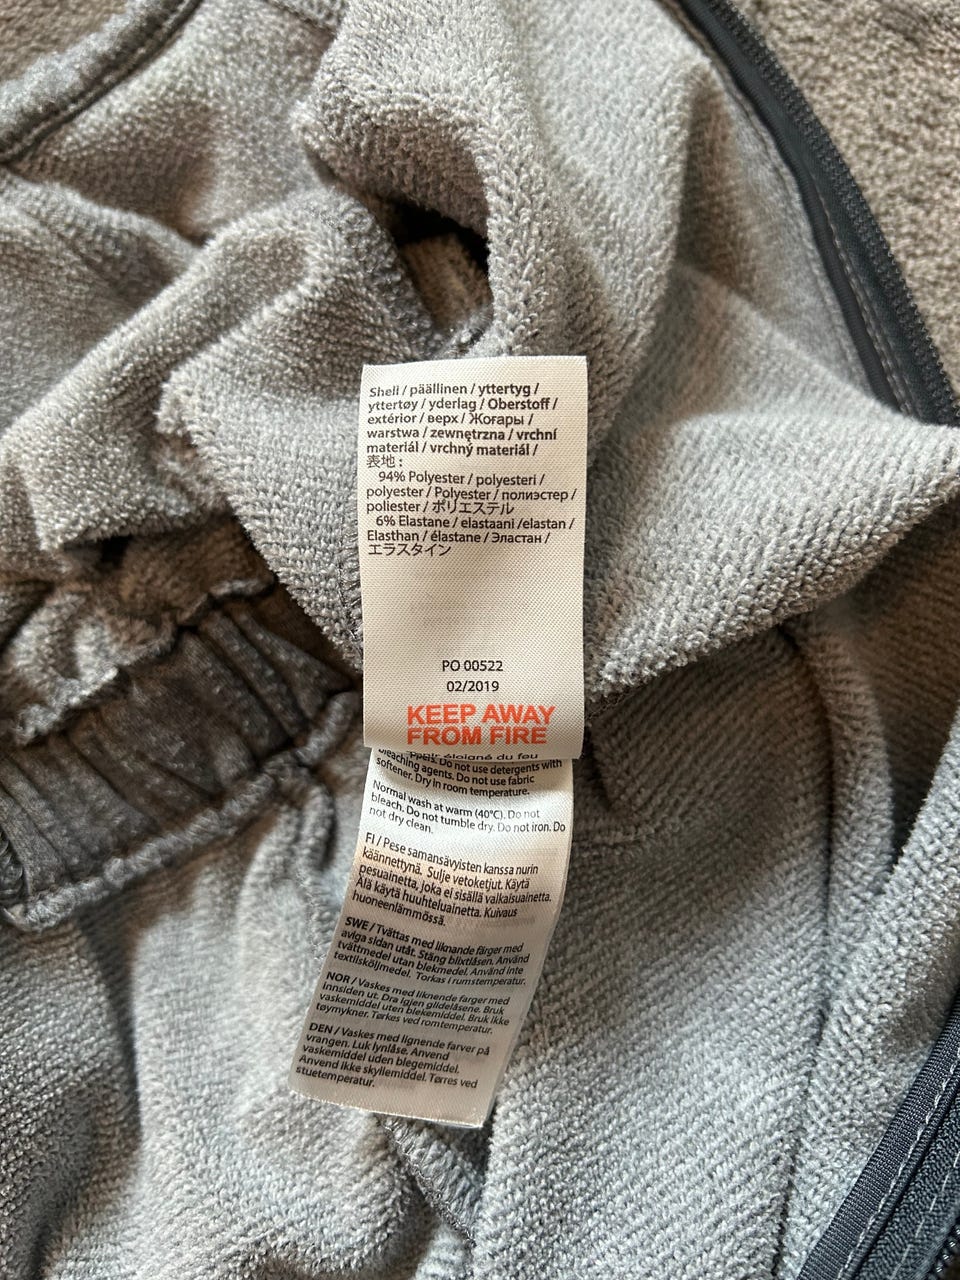 Shell / päällinen / yttertyg /
yttertøy / yderlag / Oberstoff /
extérior / верх / Жоғарғы /
warstwa / zewnętrzna / vrchní
materiál / vrchný materiál /
表地 :
94% Polyester / polyesteri /
polyester / Polyester / полиэстер /
poliester / ポリエステル
6% Elastane / elastaani /elastan /
Elasthan / élastane / Эластан /
エラスタイン
PO 00522
02/2019
KEEP AWAY
FROM FIRE
éloigné du feu
bleaching agents. Do not use detergents with
softener. Dry in room temperature.
Normal wash at warm (40°C). Do not
bleach. Do not tumble dry. Do not iron. Do
not dry clean.
FI / Pese samansävyisten kanssa nurin
käännettynä. Sulje vetoketjut. Käytä
pesuainetta, joka ei sisällä valkaisuainetta.
Älä käytä huuhteluainetta. Kuivaus
huoneenlämmössä.
SWE / Tvättas med liknande färger med
aviga sidan utåt. Stäng blixtlåsen. Använd
tvättmedel utan blekmedel. Använd inte
textilsköljmedel. Torkas i rumstemperatur.
NOR / Vaskes med liknende farger med
innsiden ut. Dra igjen glidelåsene. Bruk
vaskemiddel uten blekemiddel. Bruk ikke
tøymykner. Tørkes ved romtemperatur.
DEN / Vaskes med lignende farver på
vrangen. Luk lynlåse. Anvend
vaskemiddel uden blegemiddel.
Anvend ikke skyllemiddel. Tørres ved
stuetemperatur.